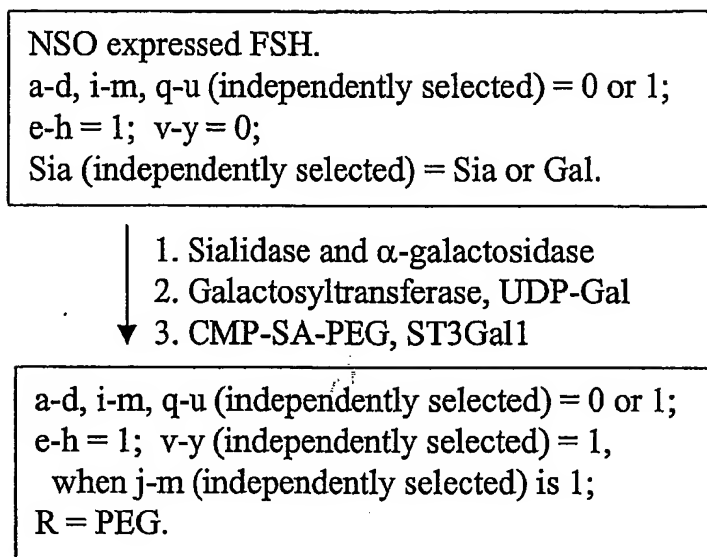 NSO expressed FSH.
a-d, i-m, q-u (independently selected) = 0 or 1;
e-h = 1; v-y = 0;
Sia (independently selected) = Sia or Gal.
1. Sialidase and α-galactosidase
2. Galactosyltransferase, UDP-Gal
3. CMP-SA-PEG, ST3Gal1
a-d, i-m, q-u (independently selected) = 0 or 1;
e-h = 1; v-y (independently selected) = 1,
when j-m (independently selected) is 1;
R = PEG.